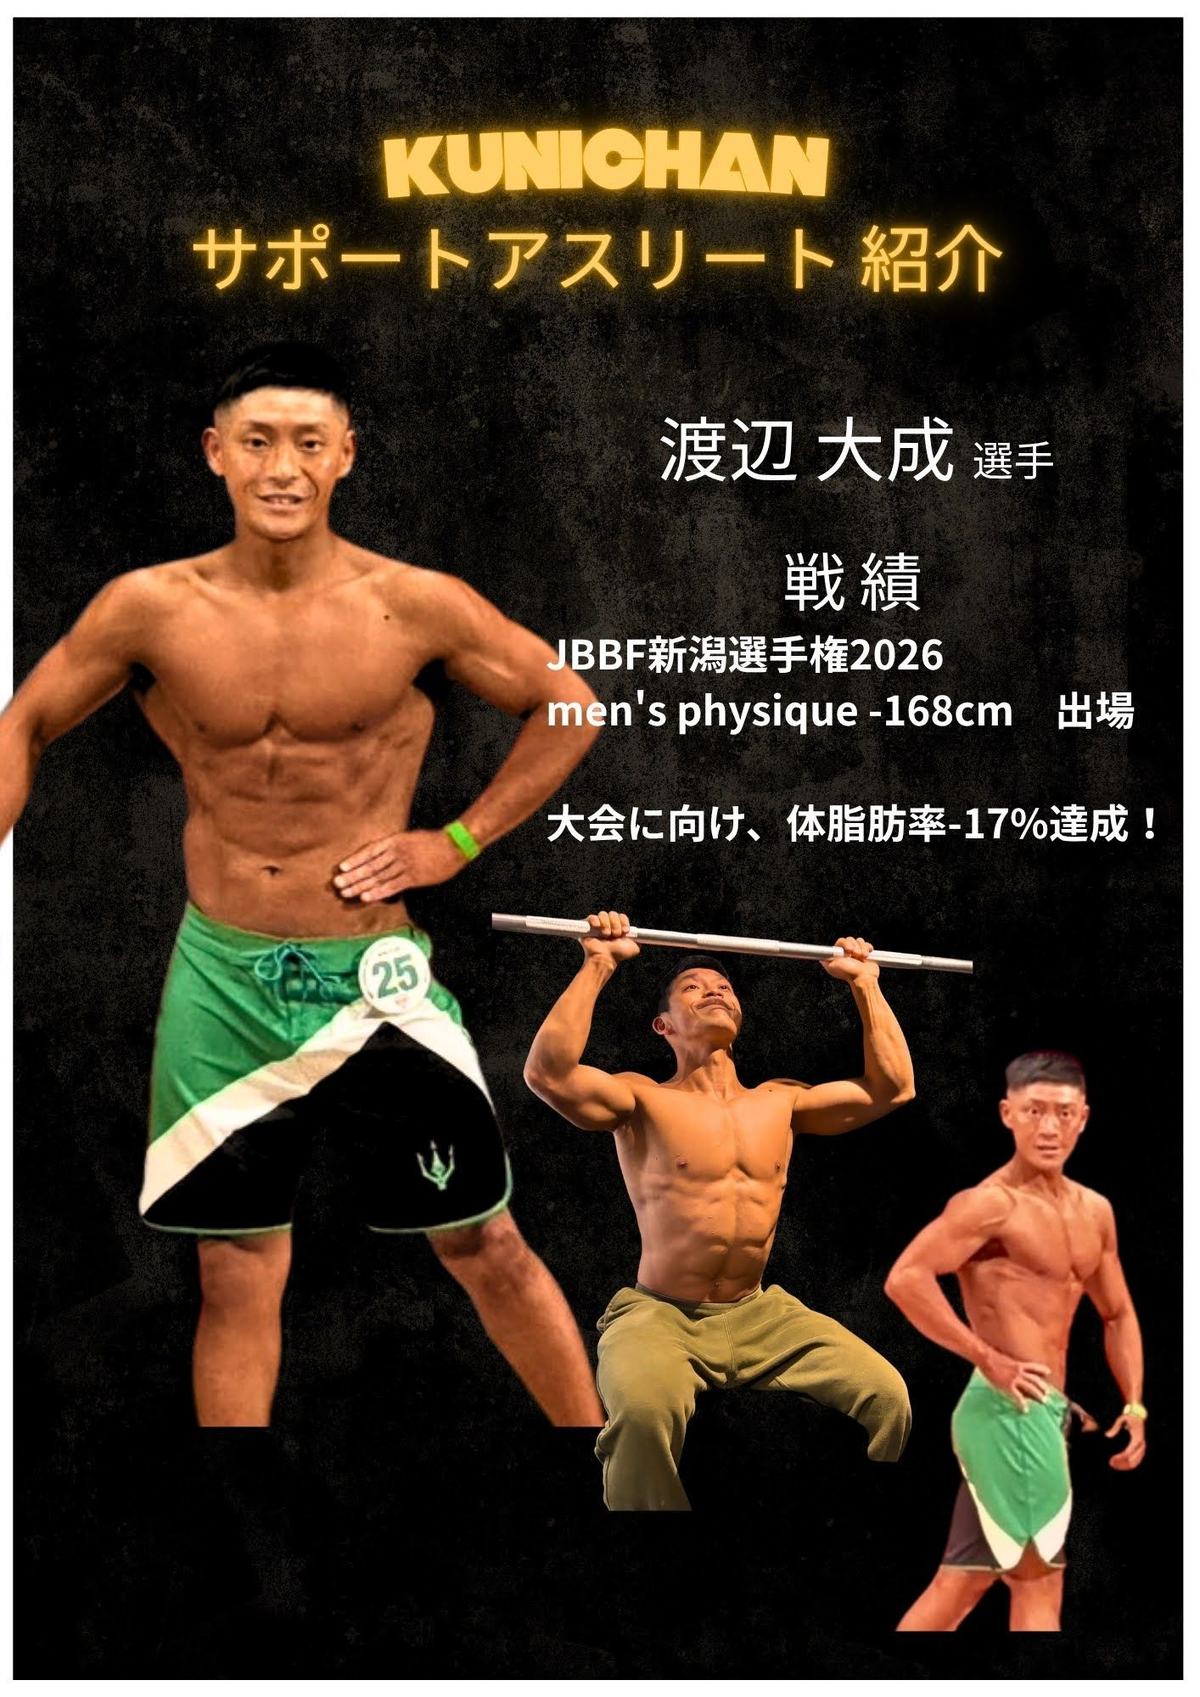 KUNICHAN
サポートアスリート 紹介
渡辺 大成 選手
戦 績
JBBF新潟選手権2026
men's physique -168cm　出場
大会に向け、体脂肪率-17%達成！
25